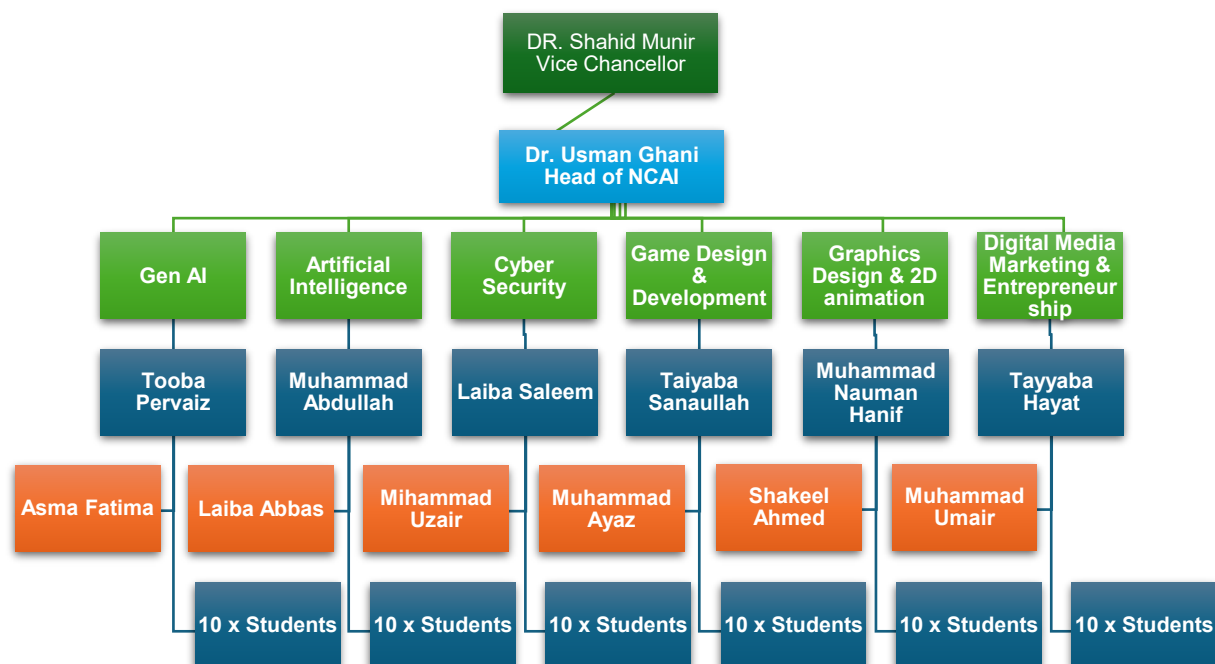 DR. Shahid Munir
Vice Chancellor
Dr. Usman Ghani
Head of NCAI
Gen AI
Artificial
Intelligence
Cyber
Security
Game Design
&
Development
Graphics
Design & 2D
animation
Digital Media
Marketing &
Entrepreneur
ship
Tooba
Pervaiz
Muhammad
Abdullah
Laiba Saleem
Taiyaba
Sanaullah
Muhammad
Nauman
Hanif
Tayyaba
Hayat
Asma Fatima
Laiba Abbas
Mihammad
Uzair
Muhammad
Ayaz
Shakeel
Ahmed
Muhammad
Umair
10 x Students
10 x Students
10 x Students
10 x Students
10 x Students
10 x Students